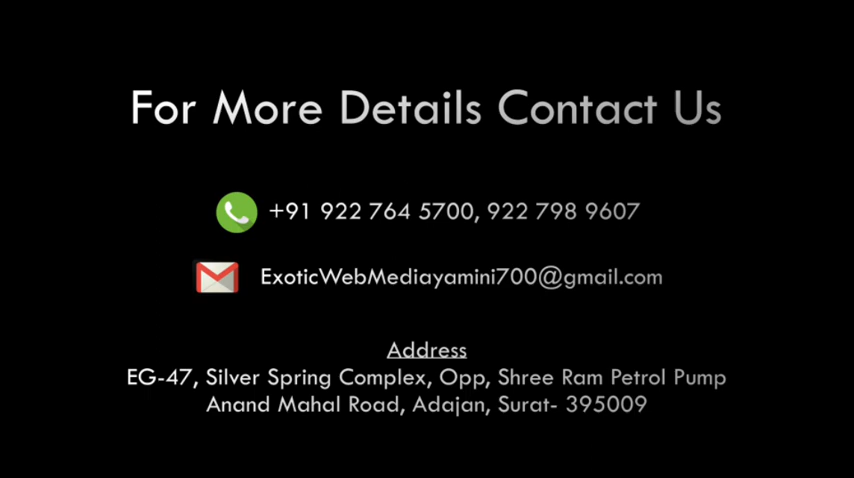 For More Details Contact Us
+91 922 764 5700, 922 798 9607
ExoticWebMediayamini700@gmail.com
Address
EG-47, Silver Spring Complex, Opp, Shree Ram Petrol Pump
Anand Mahal Road, Adajan, Surat- 395009